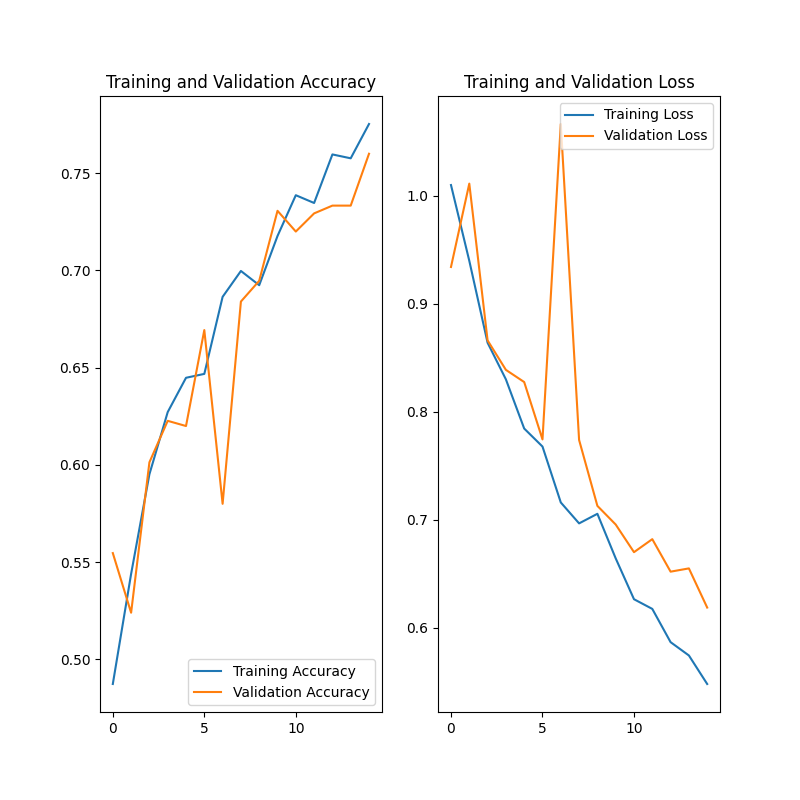 Training and Validation Accuracy
0.75
0.70
0.65
0.60
0.55
0.50
0 5 10
Training Accuracy
Validation Accuracy
Training and Validation Loss
1.0
0.9
0.8
0.7
0.6
0 5 10
Training Loss
Validation Loss